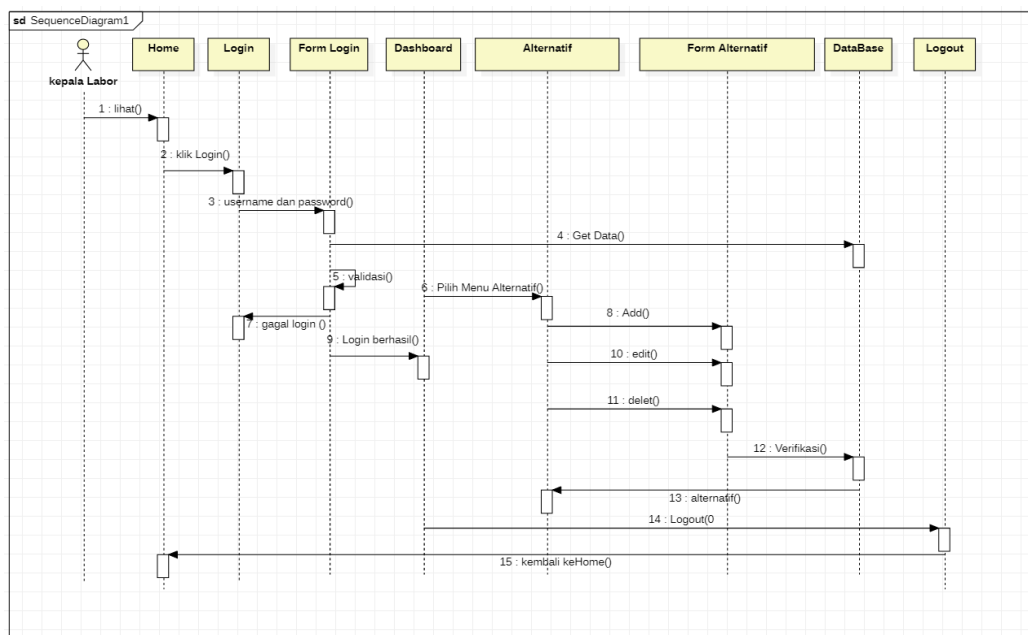 sd SequenceDiagram1
kepala Labor
Home
Login
Form Login
Dashboard
Alternatif
Form Alternatif
DataBase
Logout
1 : lihat()
2 : klik Login()
3 : username dan password()
4 : Get Data()
5 : validasi()
6 : Pilih Menu Alternatif()
7 : gagal login ()
8 : Add()
9 : Login berhasil()
10 : edit()
11 : delet()
12 : Verifikasi()
13 : alternatif()
14 : Logout(0
15 : kembali keHome()